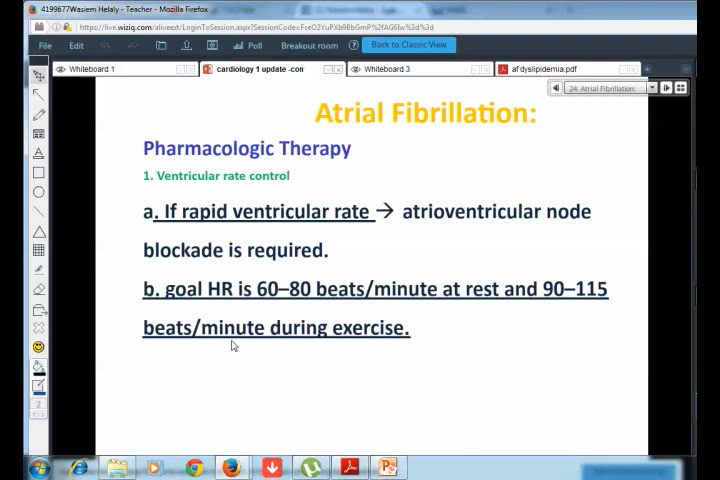 4199677Wasiem Helaly - Teacher - Mozilla Firefox
File Edit Poll Breakout room Back to Classic View
Whiteboard 1 cardiology 1 update -con Whiteboard 3 af dyslipidemia.pdf
24. Atrial Fibrillation:
Atrial Fibrillation:
Pharmacologic Therapy
1. Ventricular rate control
a. If rapid ventricular rate → atrioventricular node
blockade is required.
b. goal HR is 60–80 beats/minute at rest and 90–115
beats/minute during exercise.
2